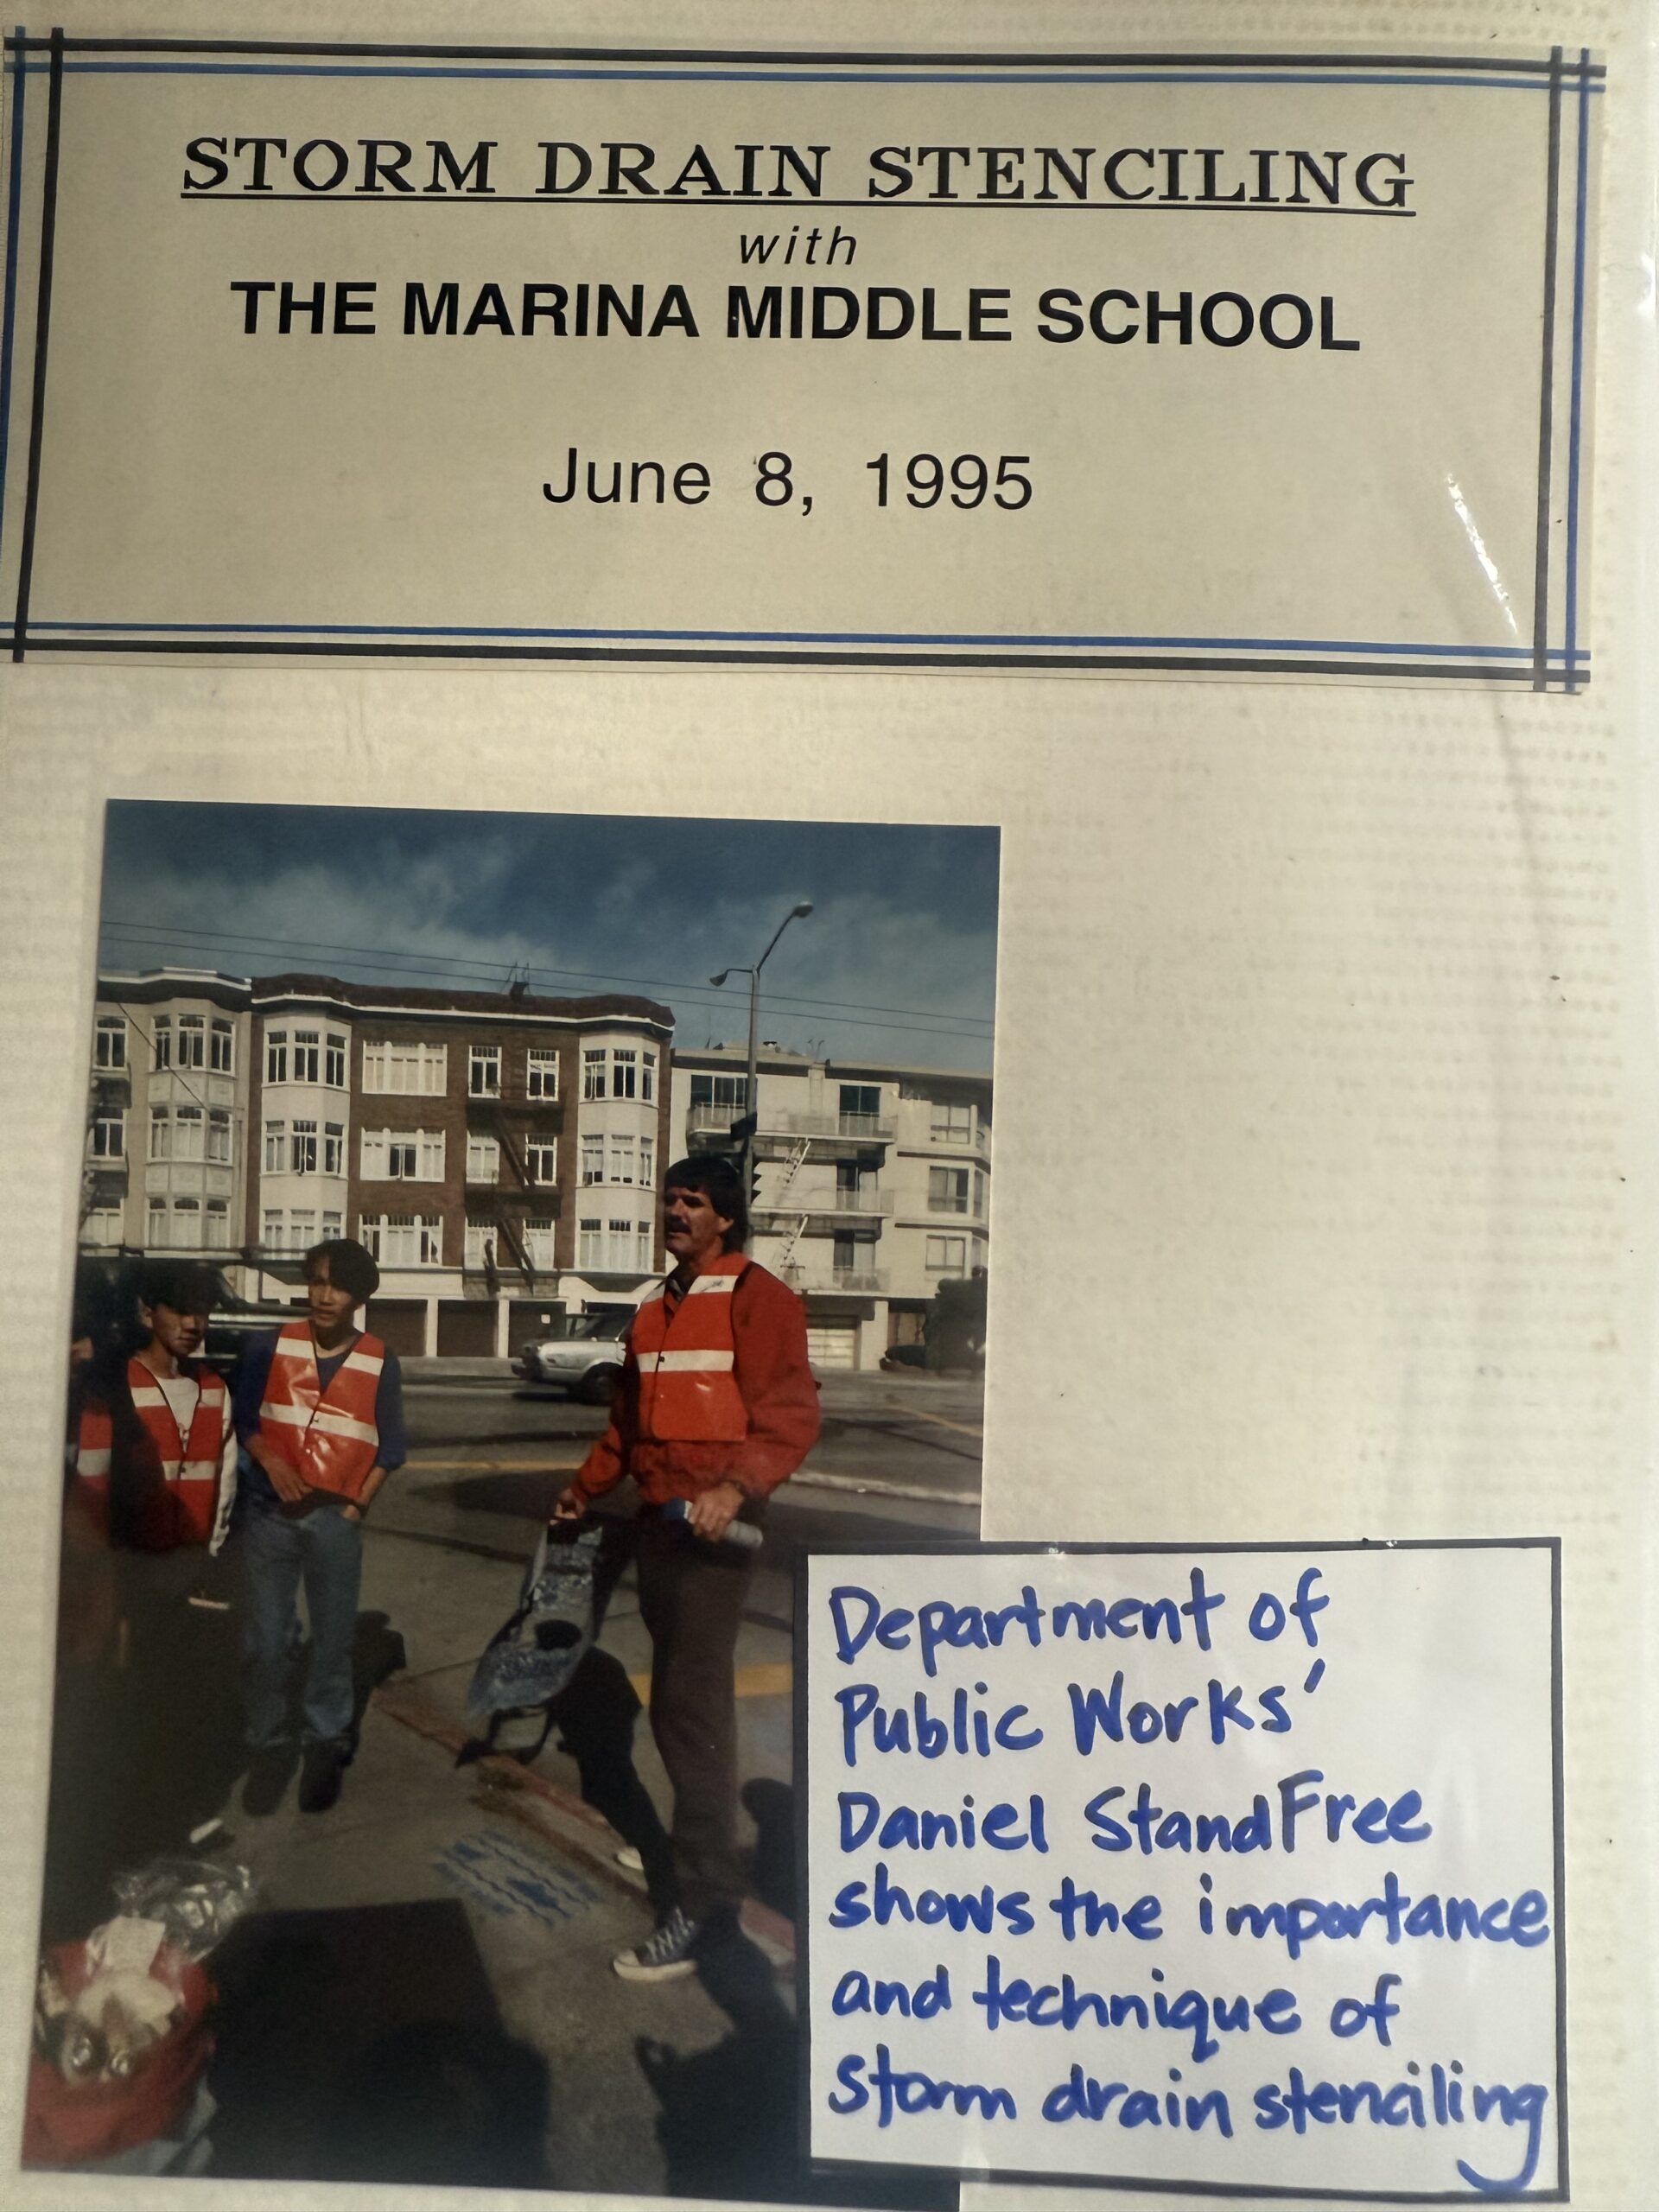 STORM DRAIN STENCILING
with
THE MARINA MIDDLE SCHOOL
June 8, 1995
Department of
Public Works'
Daniel StandFree
shows the importance
and technique of
storm drain stenciling